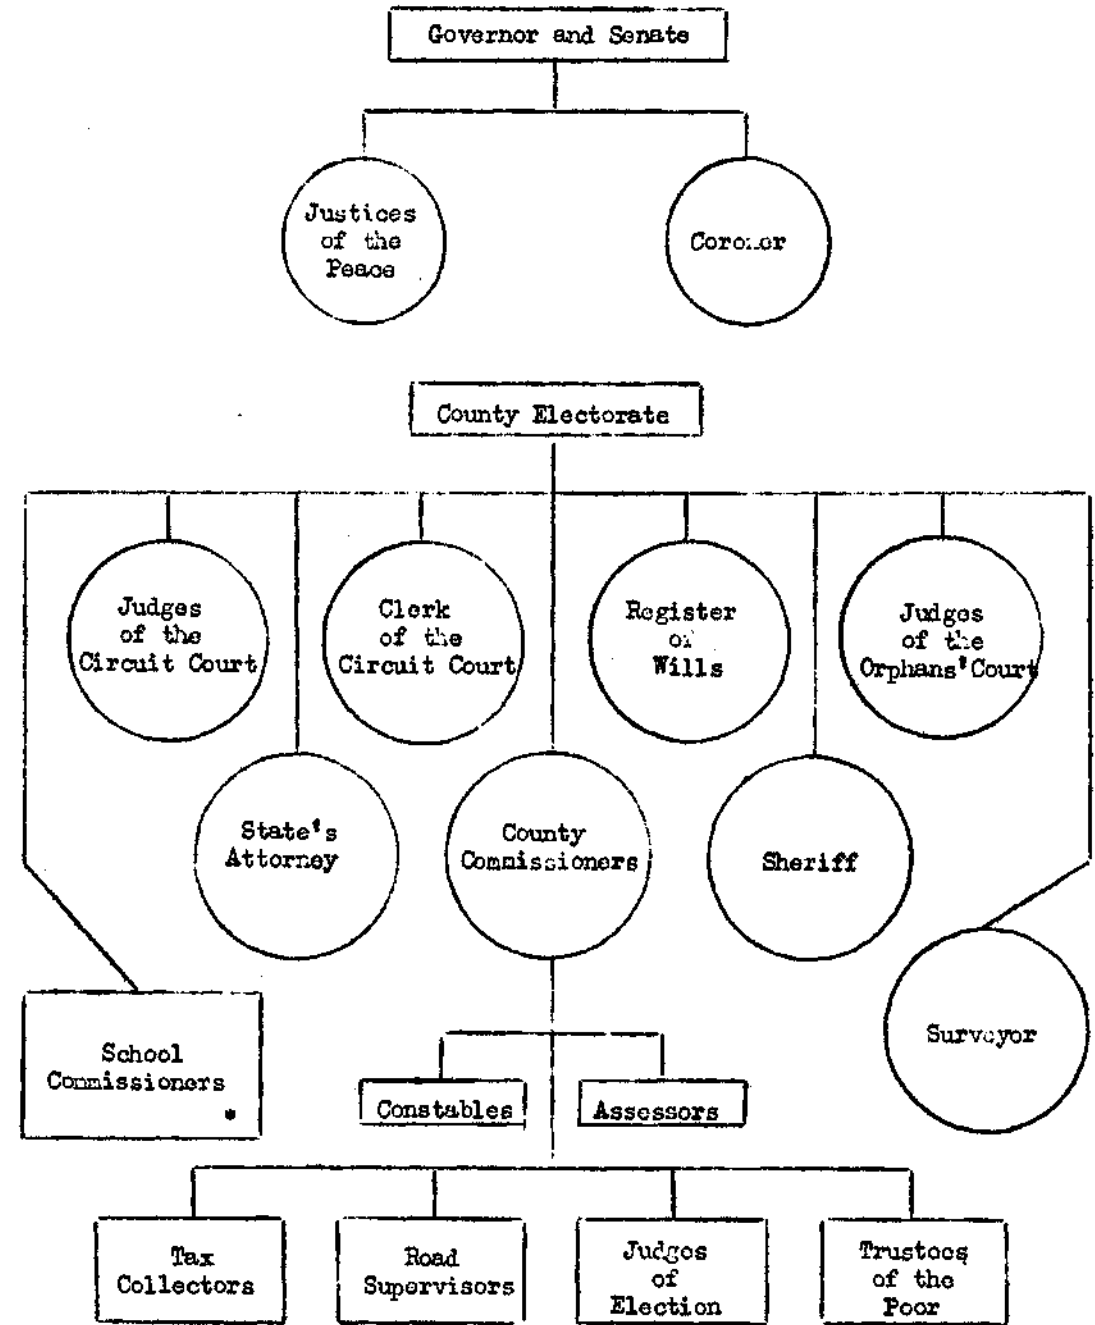 Governor and Senate
Justices
of the
Peace
Coroner
County Electorate
Judges
of the
Circuit Court
Clerk
of the
Circuit Court
Register
of
Wills
Judges
of the
Orphans' Court
State's
Attorney
County
Commissioners
Sheriff
Surveyor
School
Commissioners
*
Constables
Assessors
Tax
Collectors
Road
Supervisors
Judges
of
Election
Trustees
of the
Poor